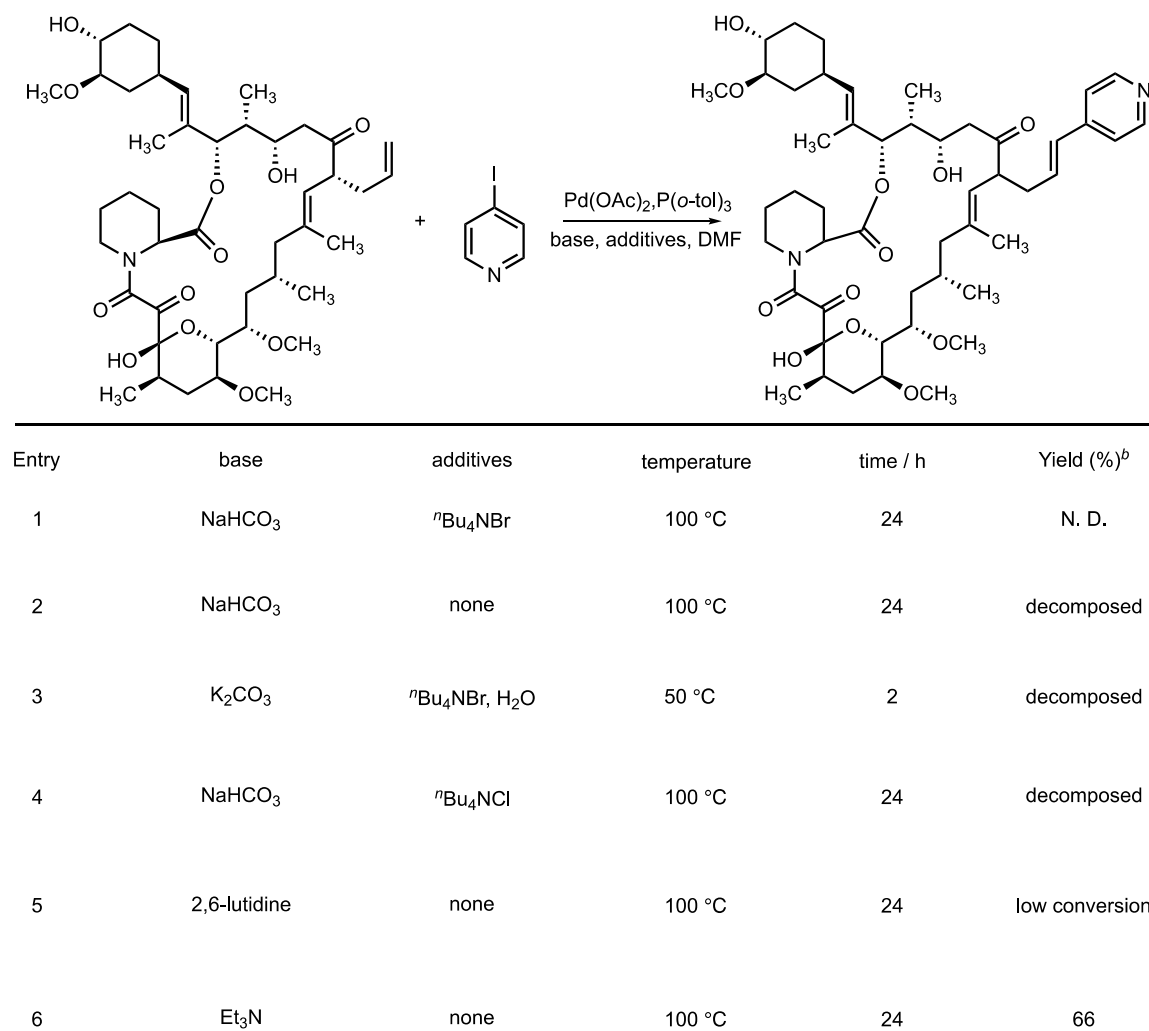 HO
H₃CO
CH₃
H₃C
O
OH
O
O
N
O
O
O
O
HO
H₃C
CH₃
CH₃
OCH₃
OCH₃
+
I
N
Pd(OAc)₂,P(o-tol)₃
base, additives, DMF
HO
H₃CO
CH₃
H₃C
O
OH
N
O
O
N
O
O
O
HO
H₃C
CH₃
CH₃
OCH₃
OCH₃
Entry base additives temperature time / h Yield (%)ᵇ
1 NaHCO₃ ⁿBu₄NBr 100 °C 24 N. D.
2 NaHCO₃ none 100 °C 24 decomposed
3 K₂CO₃ ⁿBu₄NBr, H₂O 50 °C 2 decomposed
4 NaHCO₃ ⁿBu₄NCl 100 °C 24 decomposed
5 2,6-lutidine none 100 °C 24 low conversion
6 Et₃N none 100 °C 24 66